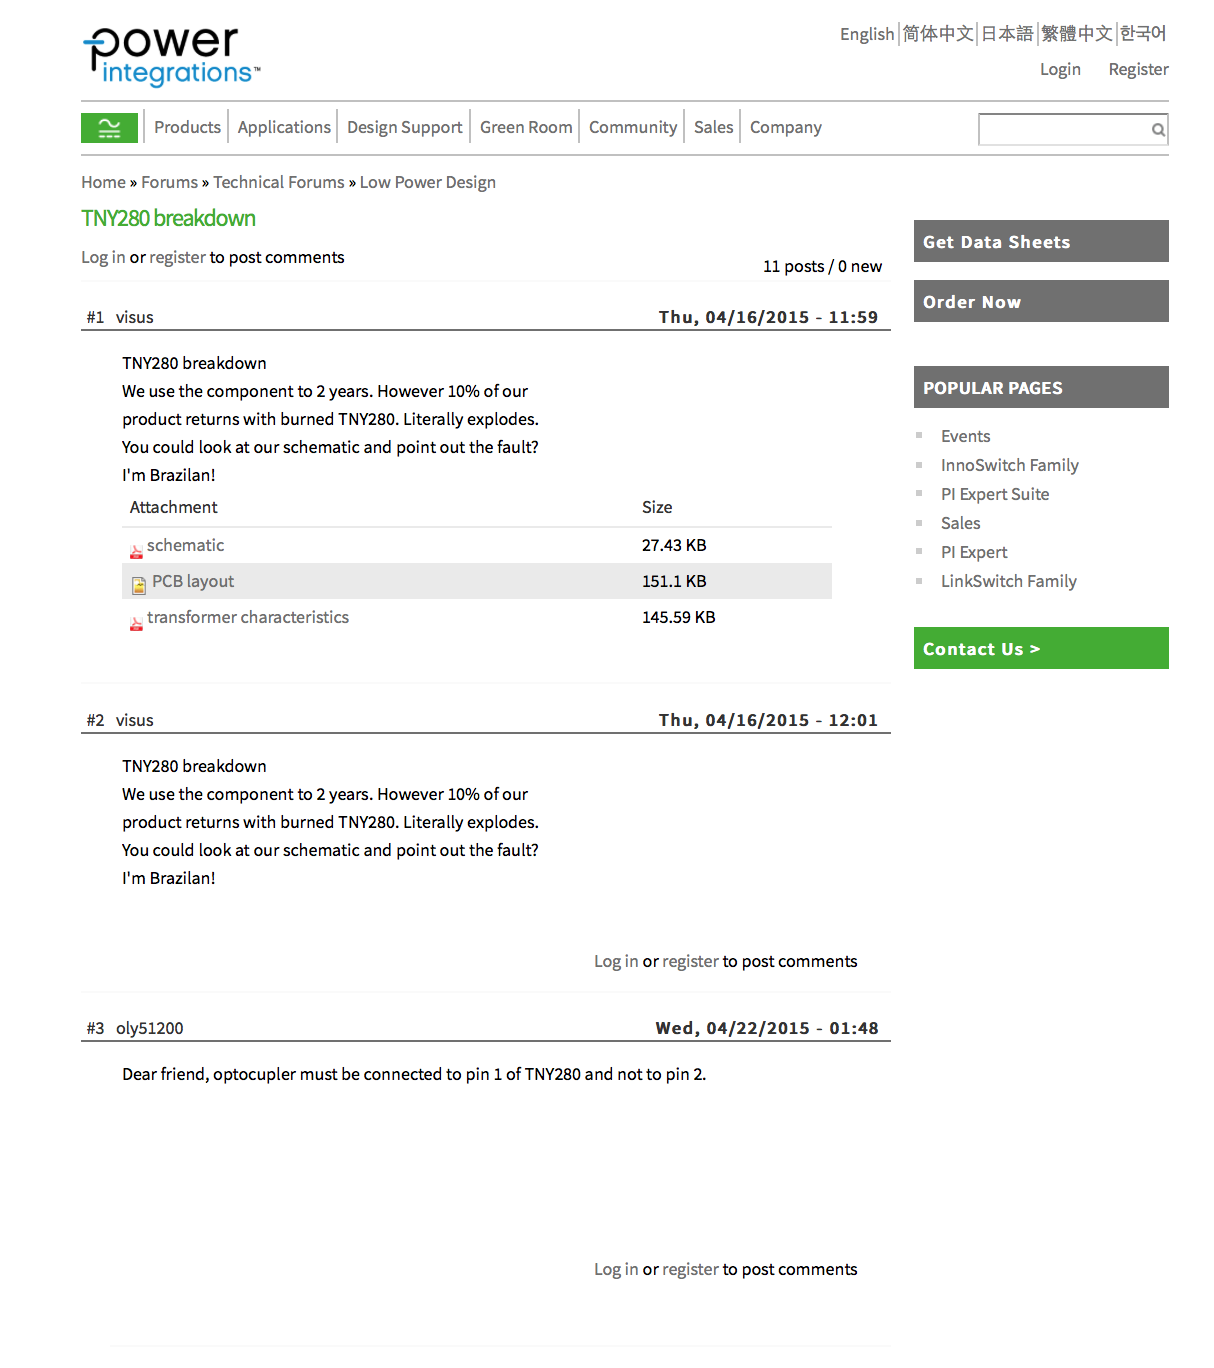 power
integrations™
English 简体中文 日本語 繁體中文 한국어
Login Register
Products Applications Design Support Green Room Community Sales Company
Home » Forums » Technical Forums » Low Power Design
TNY280 breakdown
Log in or register to post comments
11 posts / 0 new
#1 visus Thu, 04/16/2015 - 11:59
TNY280 breakdown
We use the component to 2 years. However 10% of our
product returns with burned TNY280. Literally explodes.
You could look at our schematic and point out the fault?
I'm Brazilan!
Attachment Size
schematic 27.43 KB
PCB layout 151.1 KB
transformer characteristics 145.59 KB
#2 visus Thu, 04/16/2015 - 12:01
TNY280 breakdown
We use the component to 2 years. However 10% of our
product returns with burned TNY280. Literally explodes.
You could look at our schematic and point out the fault?
I'm Brazilan!
Log in or register to post comments
#3 oly51200 Wed, 04/22/2015 - 01:48
Dear friend, optocupler must be connected to pin 1 of TNY280 and not to pin 2.
Log in or register to post comments
Get Data Sheets
Order Now
POPULAR PAGES
Events
InnoSwitch Family
PI Expert Suite
Sales
PI Expert
LinkSwitch Family
Contact Us >